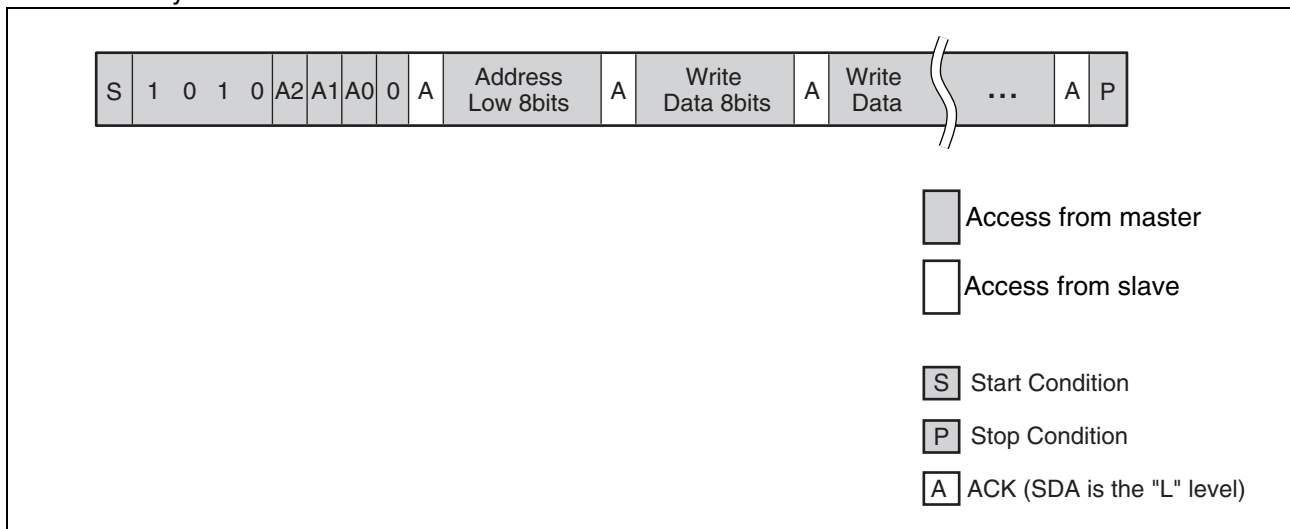 S 1 0 1 0 A2 A1 A0 0 A Address Low 8bits A Write Data 8bits A Write Data ... A P
Access from master
Access from slave
S Start Condition
P Stop Condition
A ACK (SDA is the "L" level)